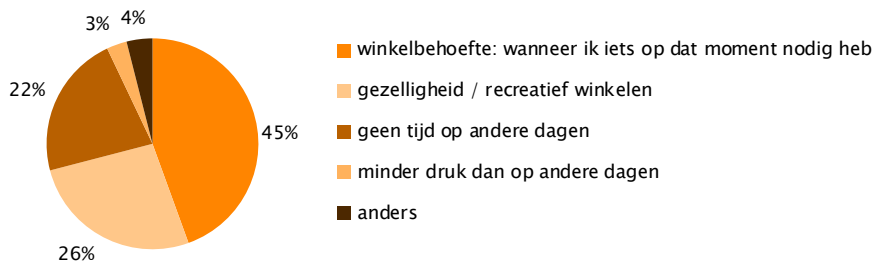 3% 4%
22%
45%
26%
winkelbehoefte: wanneer ik iets op dat moment nodig heb
gezelligheid / recreatief winkelen
geen tijd op andere dagen
minder druk dan op andere dagen
anders